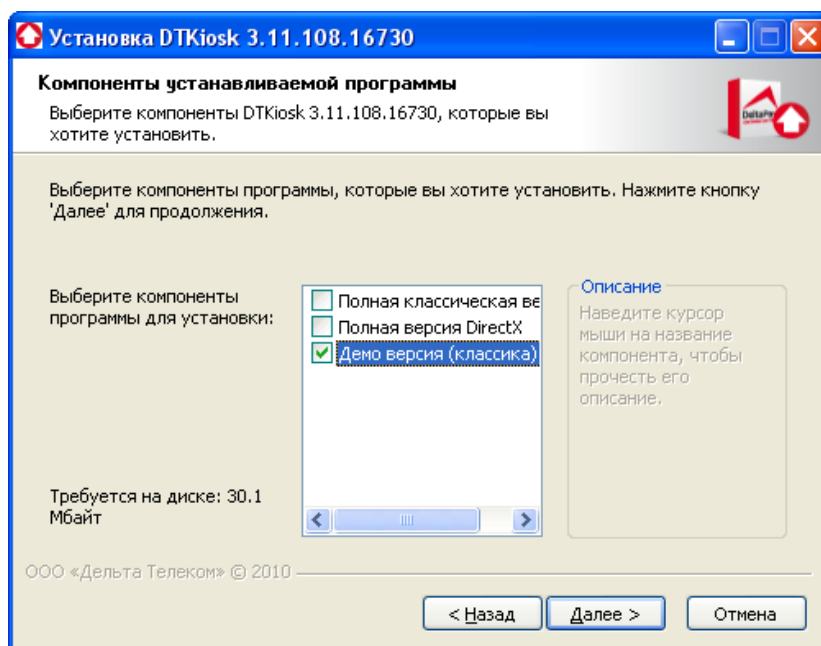 Установка DTKiosk 3.11.108.16730
Компоненты устанавливаемой программы
Выберите компоненты DTKiosk 3.11.108.16730, которые вы
хотите установить.
Выберите компоненты программы, которые вы хотите установить. Нажмите кнопку
'Далее' для продолжения.
Выберите компоненты
программы для установки:
Полная классическая ве
Полная версия DirectX
Демо версия (классика)
Описание
Наведите курсор
мыши на название
компонента, чтобы
прочесть его
описание.
Требуется на диске: 30.1
Мбайт
ООО «Дельта Телеком» © 2010
< Назад
Далее >
Отмена